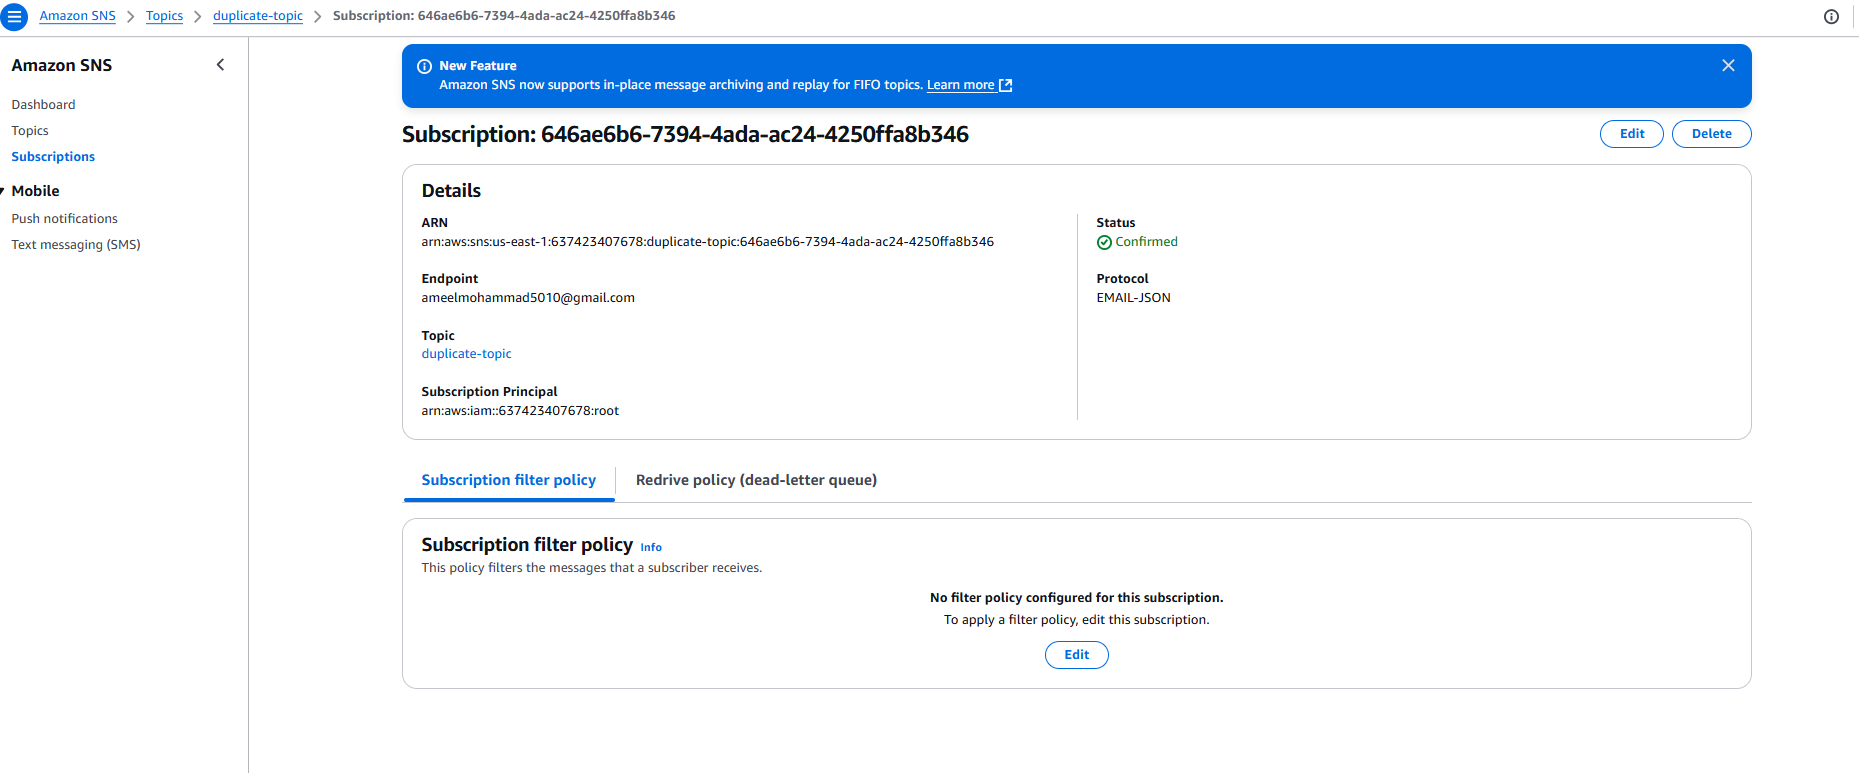 Amazon SNS > Topics > duplicate-topic > Subscription: 646ae6b6-7394-4ada-ac24-4250ffa8b346
Amazon SNS
Dashboard
Topics
Subscriptions
Mobile
Push notifications
Text messaging (SMS)
New Feature
Amazon SNS now supports in-place message archiving and replay for FIFO topics. Learn more
Subscription: 646ae6b6-7394-4ada-ac24-4250ffa8b346
Edit
Delete
Details
ARN
arn:aws:sns:us-east-1:637423407678:duplicate-topic:646ae6b6-7394-4ada-ac24-4250ffa8b346
Endpoint
ameelmohammad5010@gmail.com
Topic
duplicate-topic
Subscription Principal
arn:aws:iam::637423407678:root
Status
Confirmed
Protocol
EMAIL-JSON
Subscription filter policy
Redrive policy (dead-letter queue)
Subscription filter policy Info
This policy filters the messages that a subscriber receives.
No filter policy configured for this subscription.
To apply a filter policy, edit this subscription.
Edit